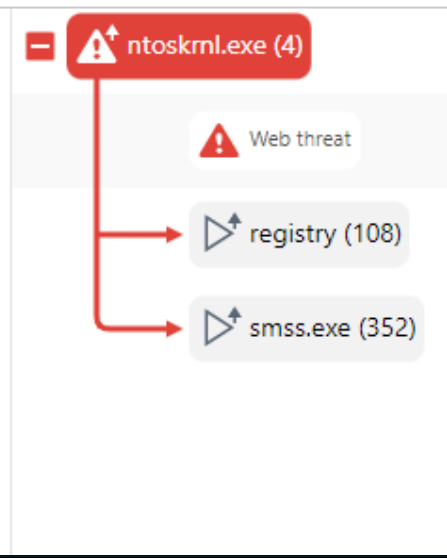 ntoskrnl.exe (4)
Web threat
registry (108)
smss.exe (352)